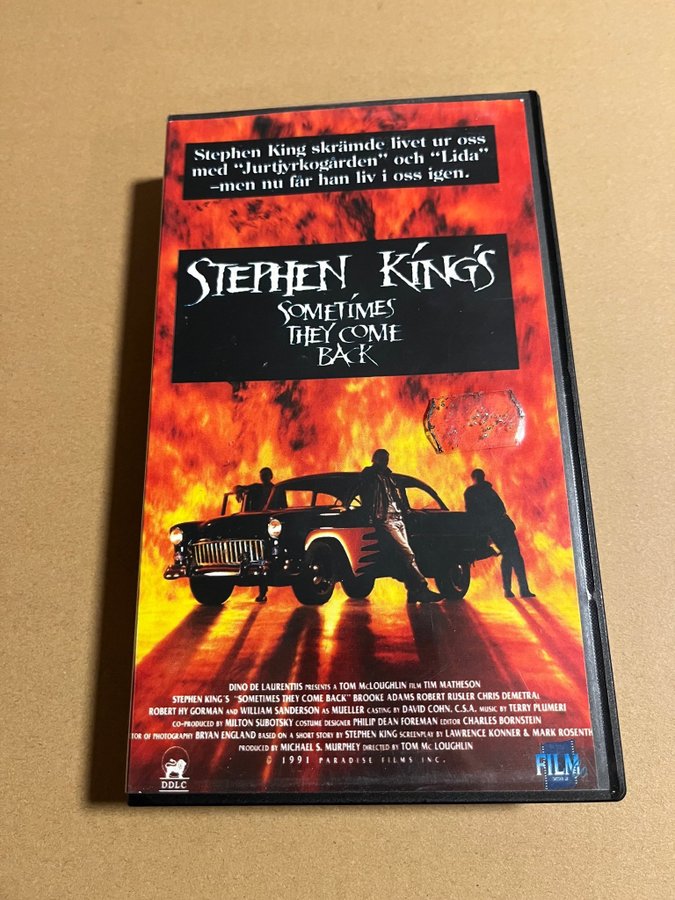 Stephen King skrämde livet ur oss
med "Jurtjyrkogården" och "Lida"
–men nu får han liv i oss igen.
STEPHEN KING'S
SOMETIMES
THEY COME
BACK
DINO DE LAURENTIIS PRESENTS A TOM McLOUGHLIN FILM TIM MATHESON
STEPHEN KING'S "SOMETIMES THEY COME BACK" BROOKE ADAMS ROBERT RUSLER CHRIS DEMETRAL
ROBERT HY GORMAN AND WILLIAM SANDERSON AS MUELLER CASTING BY DAVID COHN, C.S.A. MUSIC BY TERRY PLUMERI
CO-PRODUCED BY MILTON SUBOTSKY COSTUME DESIGNER PHILIP DEAN FOREMAN EDITOR CHARLES BORNSTEIN
TOR OF PHOTOGRAPHY BRYAN ENGLAND BASED ON A SHORT STORY BY STEPHEN KING SCREENPLAY BY LAWRENCE KONNER & MARK ROSENTH
PRODUCED BY MICHAEL S. MURPHEY DIRECTED BY TOM Mc LOUGHLIN
© 1991 PARADISE FILMS INC.
DDLC
FILM